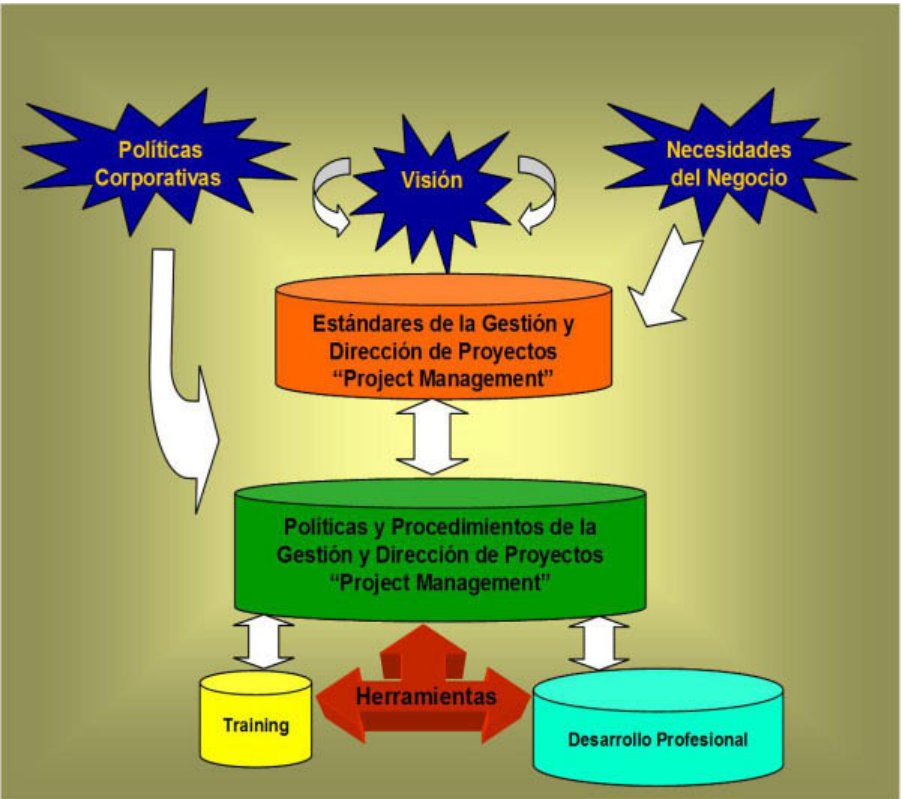 Políticas
Corporativas
Visión
Necesidades
del Negocio
Estándares de la Gestión y
Dirección de Proyectos
“Project Management”
Políticas y Procedimientos de la
Gestión y Dirección de Proyectos
“Project Management”
Herramientas
Training
Desarrollo Profesional